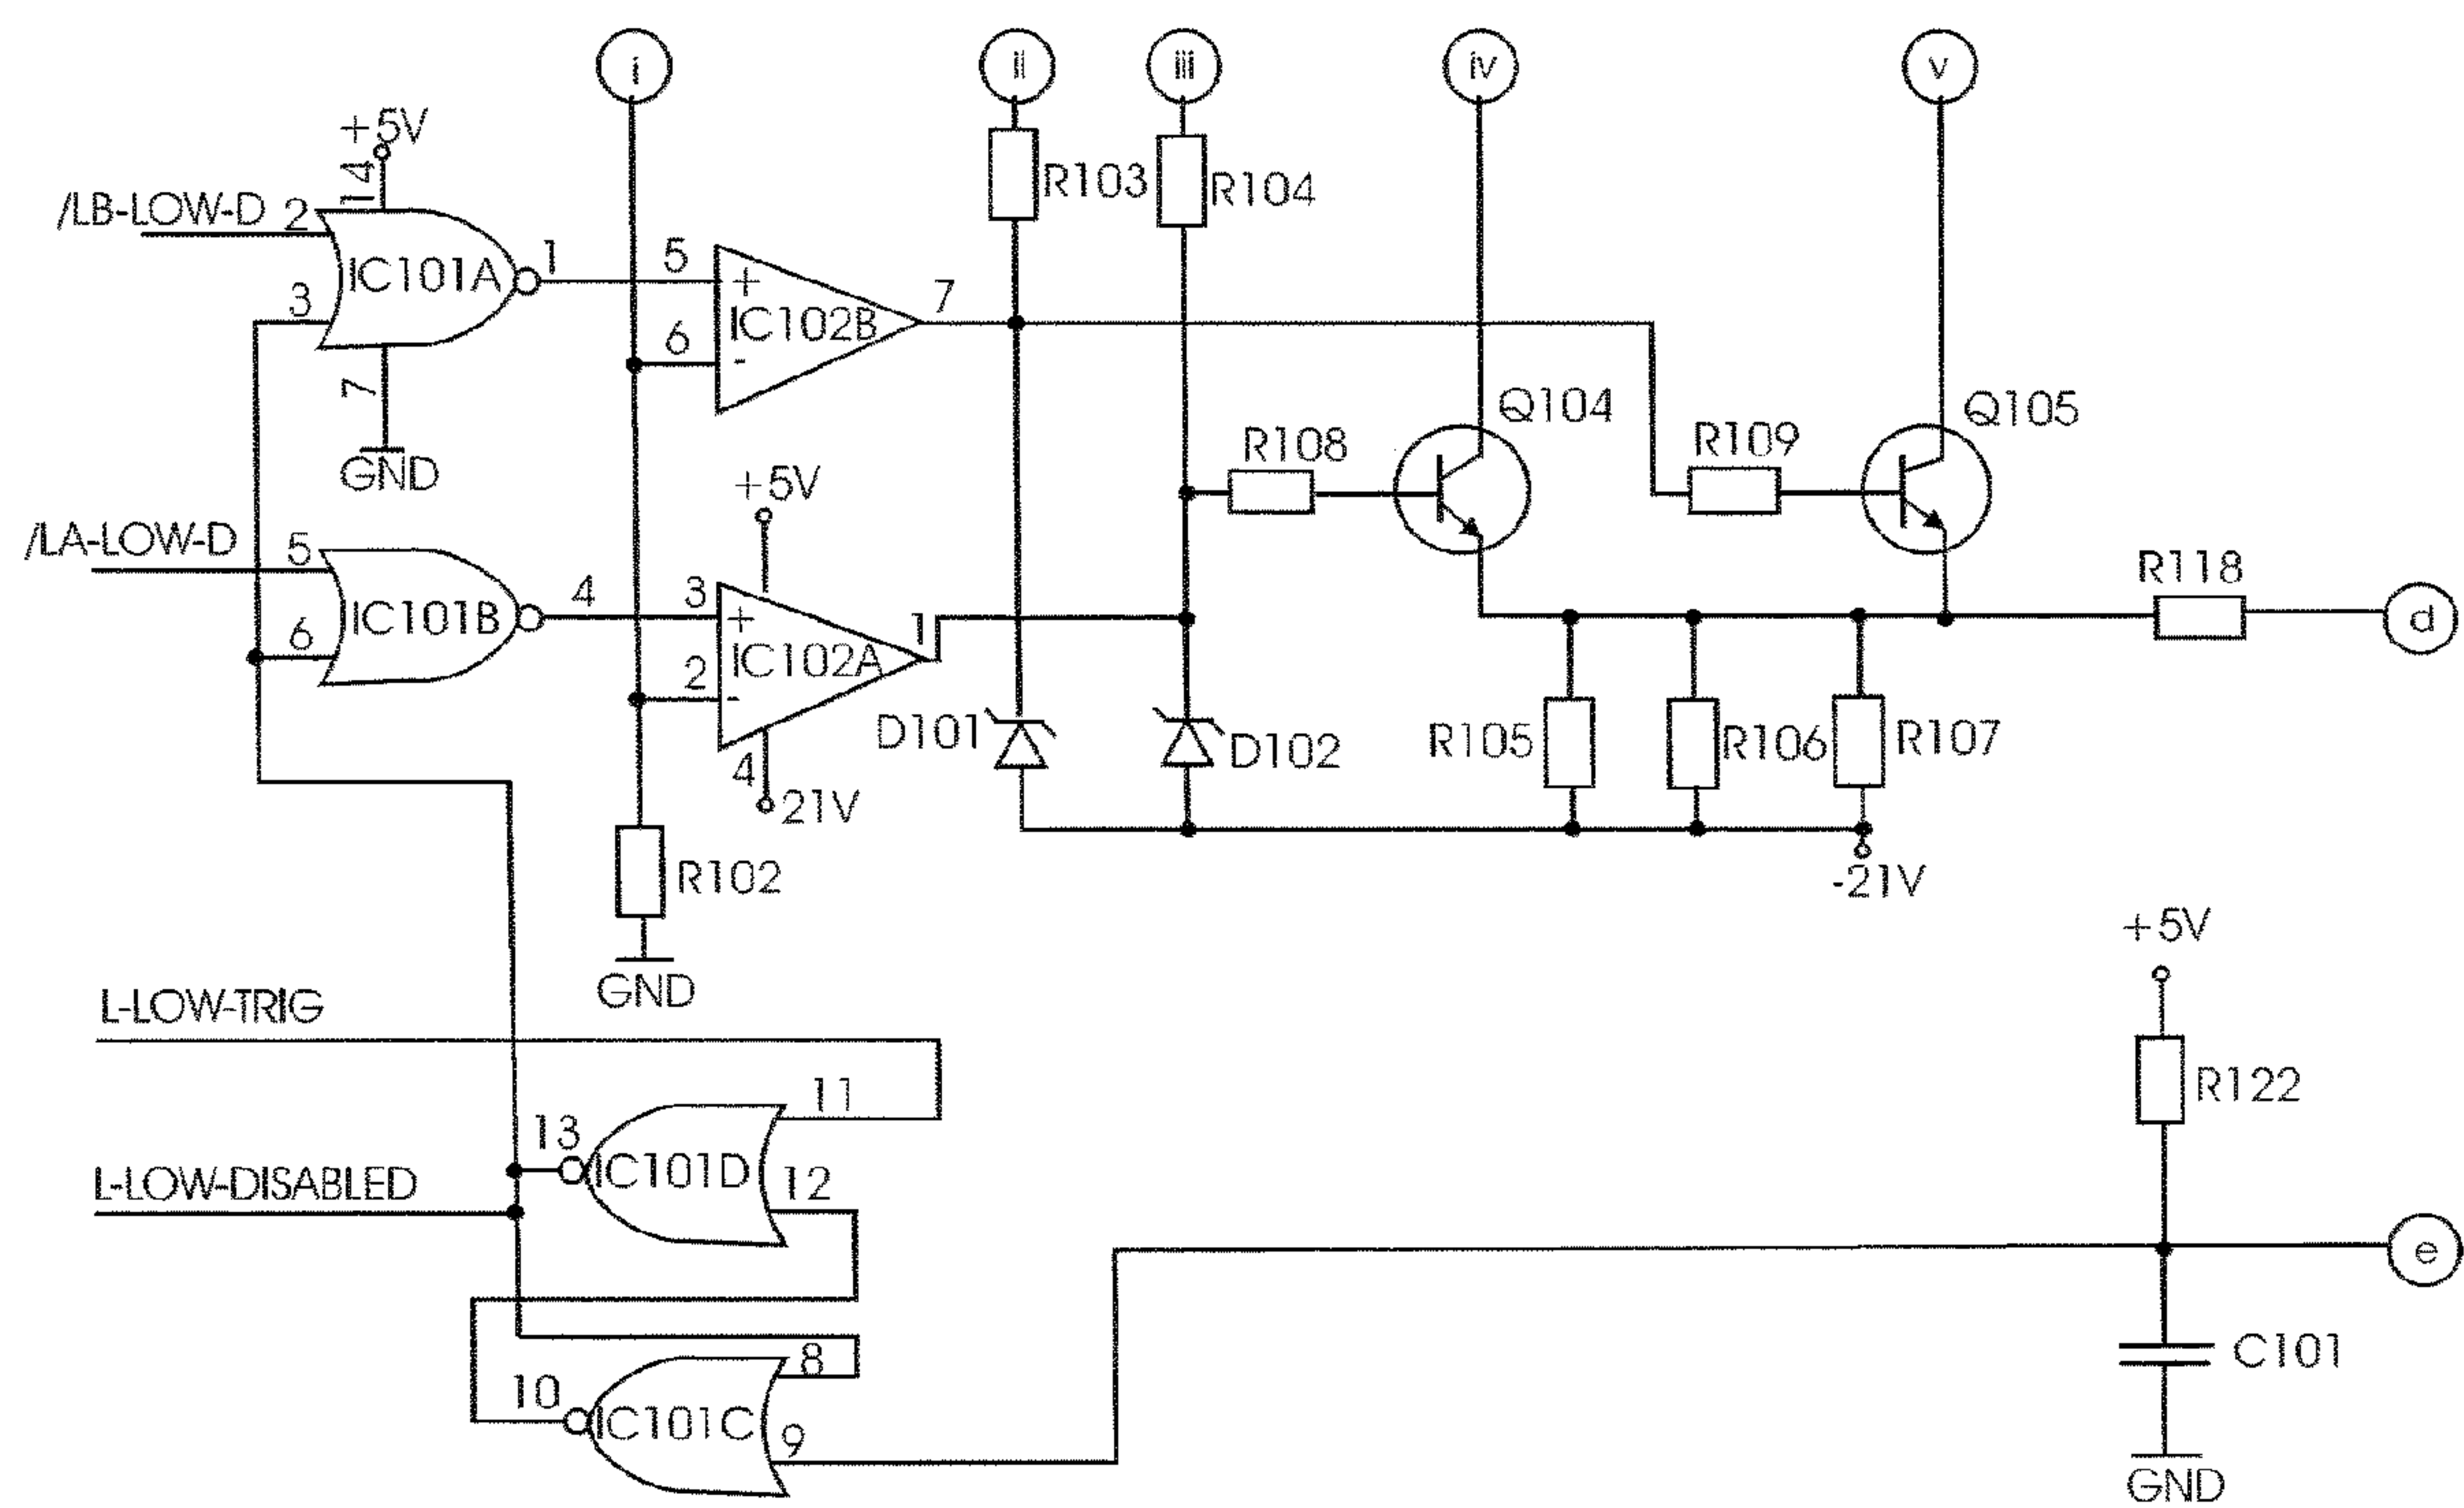 i
ii
iii
iv
v
+5V
14
/LB-LOW-D
2
IC101A
1
3
7
GND
5
+
IC102B
6
-
7
R103
R104
Q104
Q105
R108
R109
/LA-LOW-D
5
IC101B
4
6
+5V
3
+
IC102A
1
2
-
4
21V
D101
D102
R105
R106
R107
R118
d
-21V
R102
GND
+5V
R122
L-LOW-TRIG
11
13
IC101D
12
L-LOW-DISABLED
e
8
10
IC101C
9
C101
GND